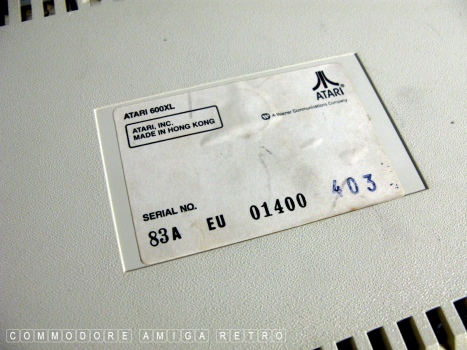 ATARI 600XL
ATARI, INC.
MADE IN HONG KONG
ATARI®
A Warner Communications Company
SERIAL NO.
83A EU 01400 403
COMMODORE AMIGA RETRO